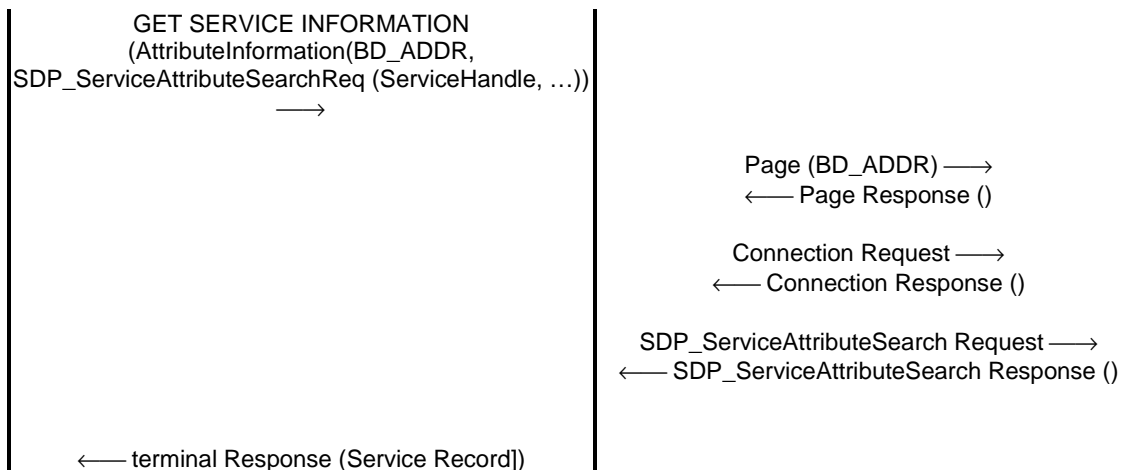 GET SERVICE INFORMATION
(AttributeInformation(BD_ADDR,
SDP_ServiceAttributeSearchReq (ServiceHandle, …))
⟶
Page (BD_ADDR) ⟶
⟵ Page Response ()
Connection Request ⟶
⟵ Connection Response ()
SDP_ServiceAttributeSearch Request ⟶
⟵ SDP_ServiceAttributeSearch Response ()
⟵ terminal Response (Service Record])